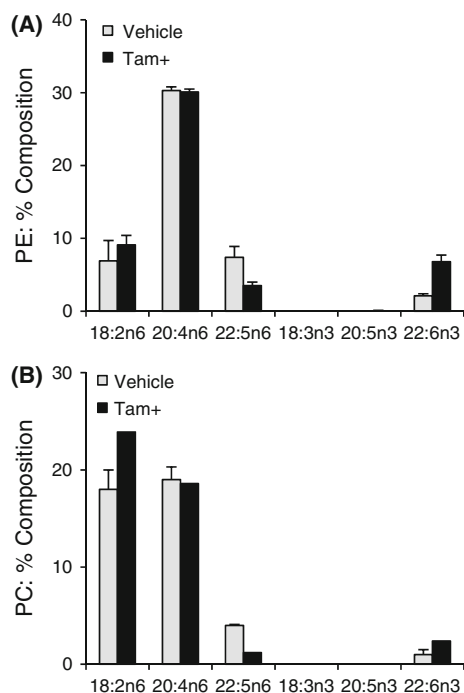 (A)
40
Vehicle
Tam+
30
20
10
0
PE: % Composition
18:2n6 20:4n6 22:5n6 18:3n3 20:5n3 22:6n3
(B)
30
Vehicle
Tam+
20
10
0
PC: % Composition
18:2n6 20:4n6 22:5n6 18:3n3 20:5n3 22:6n3